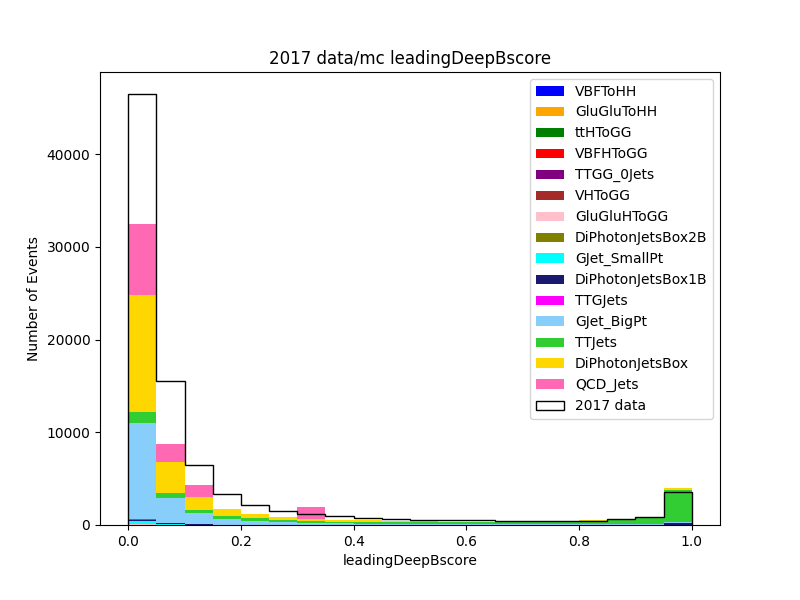 2017 data/mc leadingDeepBscore
Number of Events
40000
30000
20000
10000
0
0.0
0.2
0.4
0.6
0.8
1.0
leadingDeepBscore
VBFToHH
GluGluToHH
ttHToGG
VBFHToGG
TTGG_0Jets
VHToGG
GluGluHToGG
DiPhotonJetsBox2B
GJet_SmallPt
DiPhotonJetsBox1B
TTGJets
GJet_BigPt
TTJets
DiPhotonJetsBox
QCD_Jets
2017 data